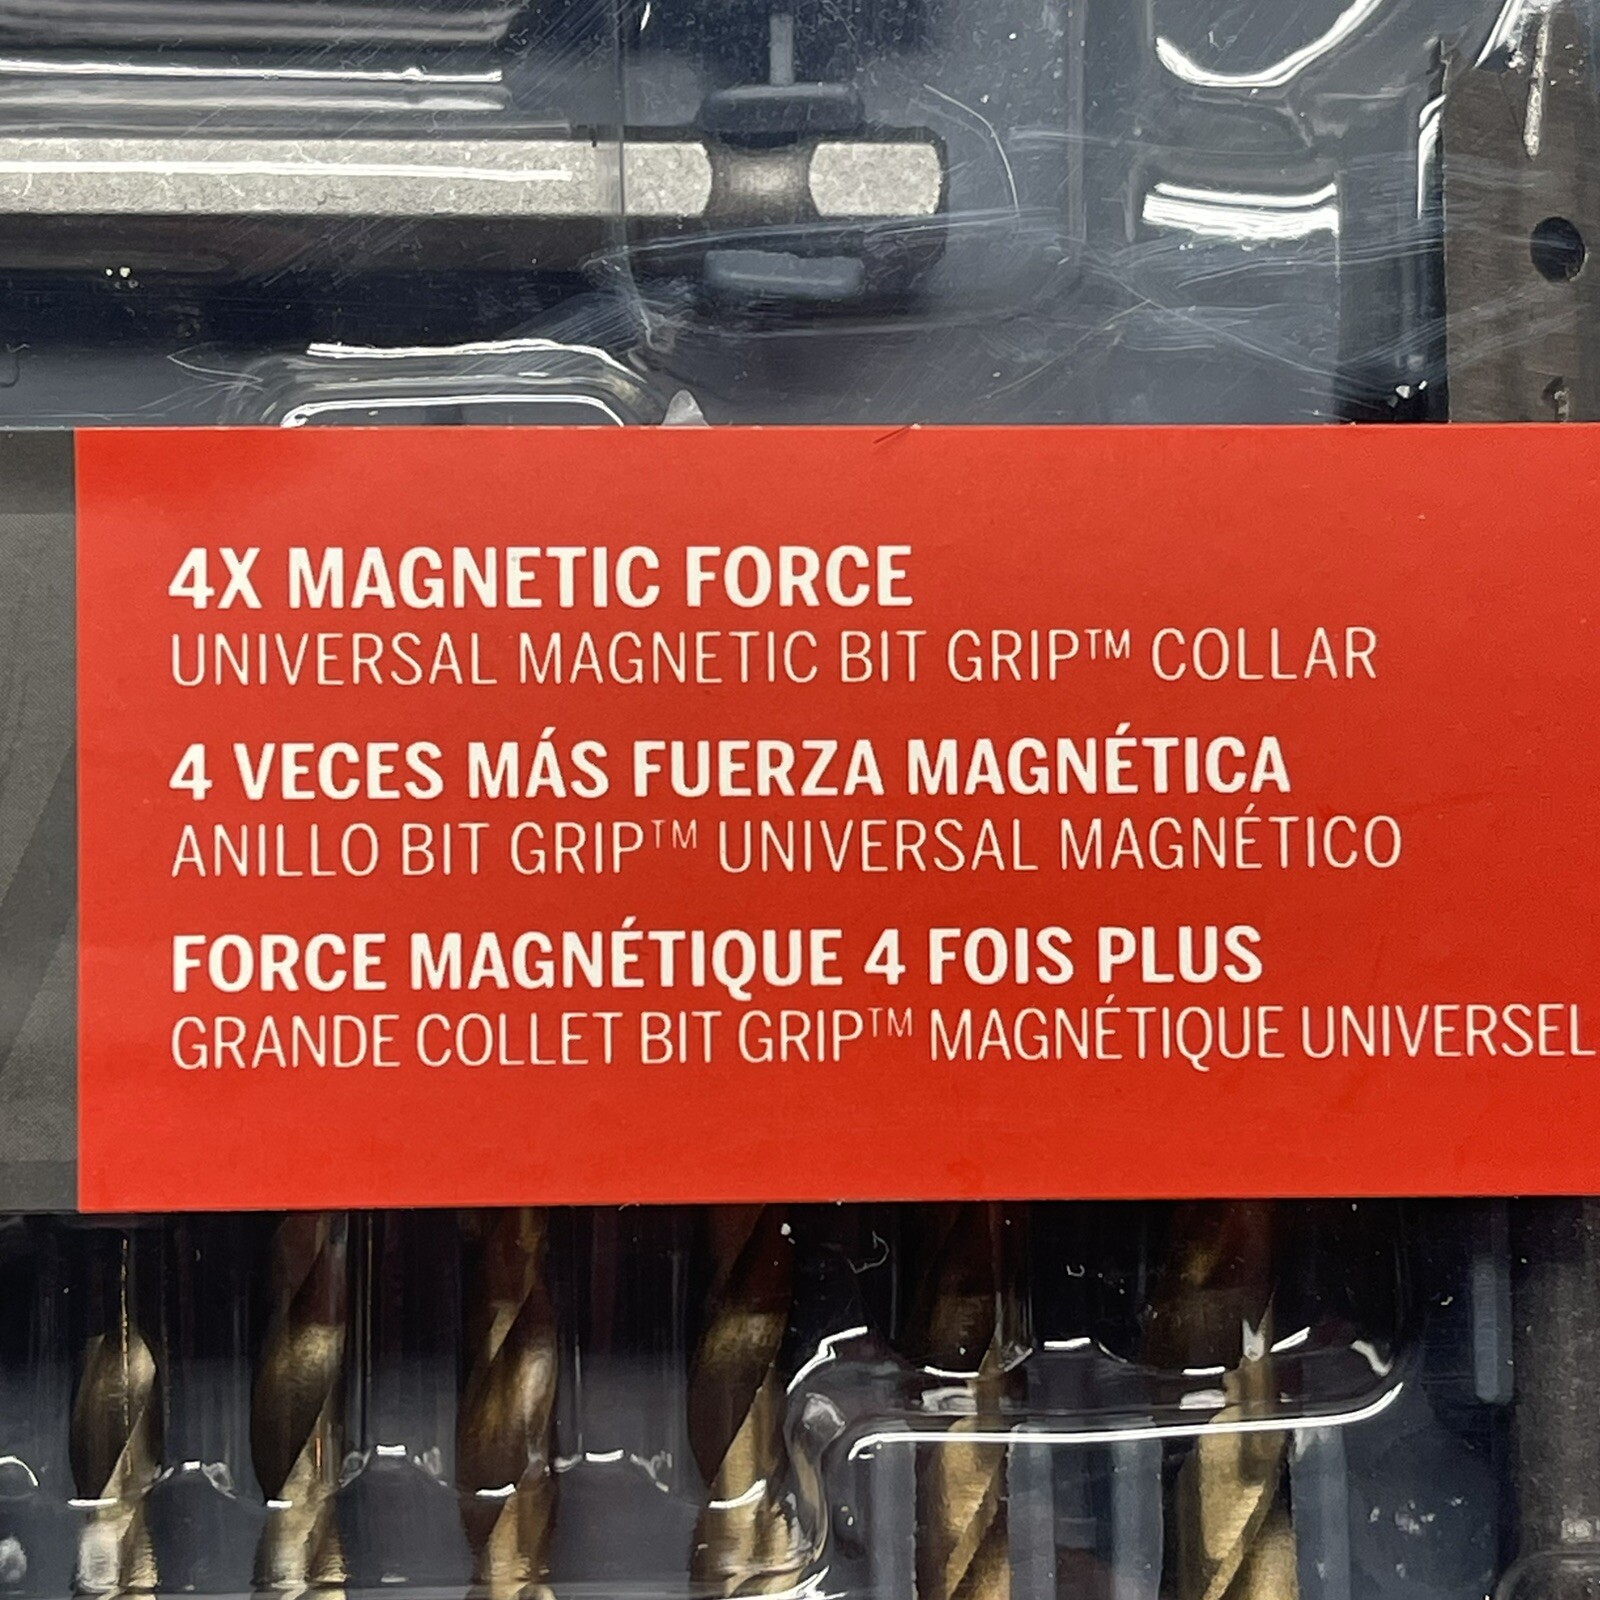 4X MAGNETIC FORCE
UNIVERSAL MAGNETIC BIT GRIP™ COLLAR
4 VECES MÁS FUERZA MAGNÉTICA
ANILLO BIT GRIP™ UNIVERSAL MAGNÉTICO
FORCE MAGNÉTIQUE 4 FOIS PLUS
GRANDE COLLET BIT GRIP™ MAGNÉTIQUE UNIVERSEL